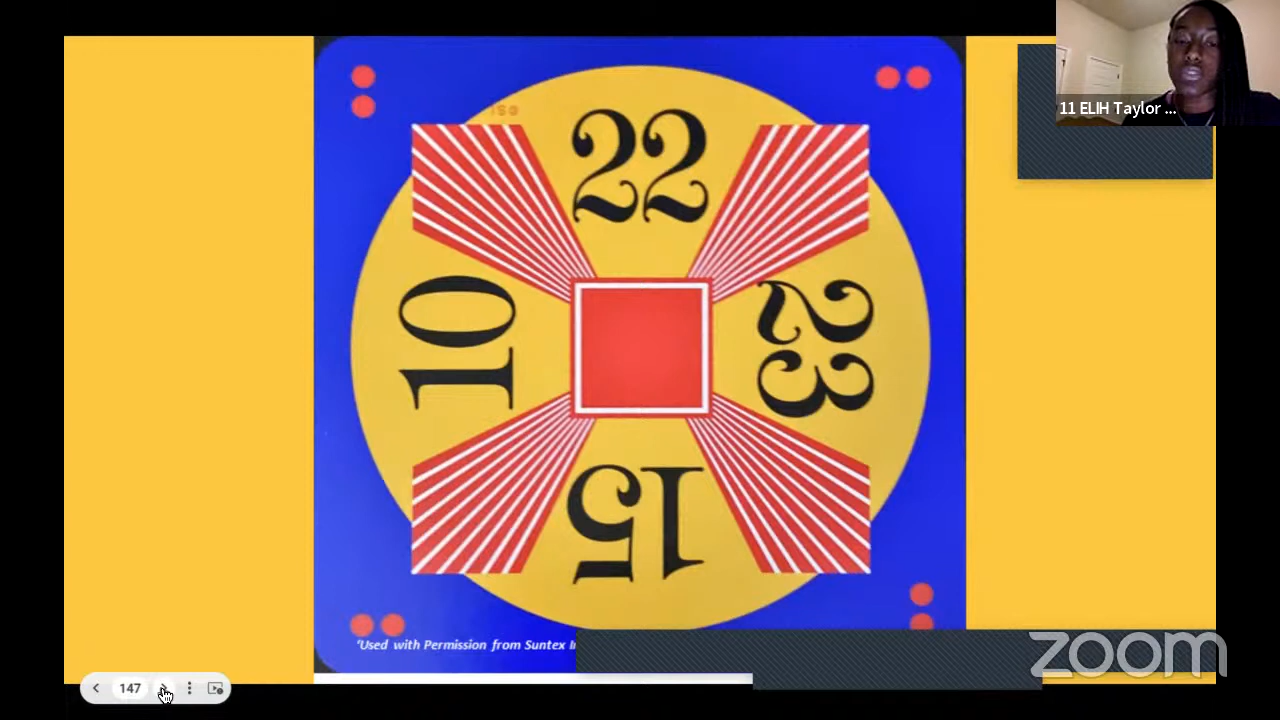 11 ELIH Taylor ...
22
10
23
15
'Used with Permission from Suntex
zoom
147